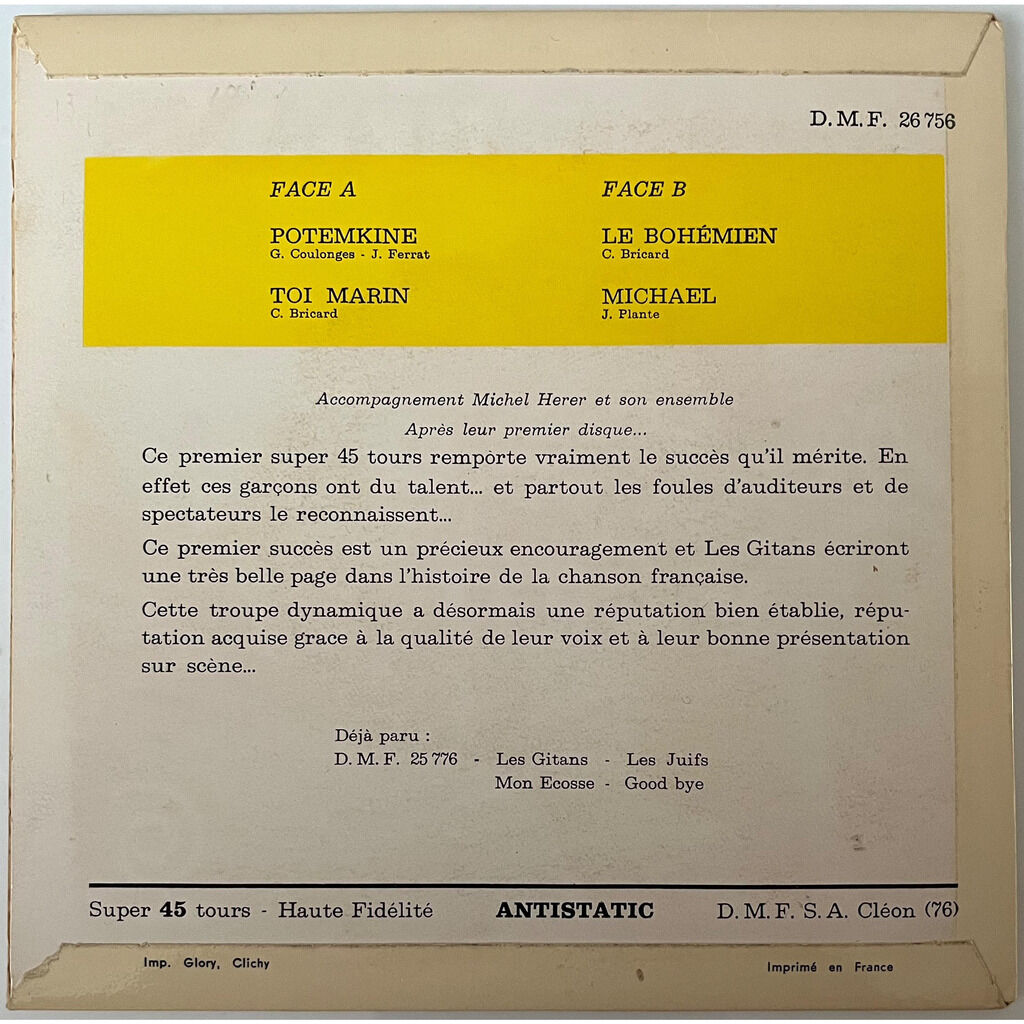 D. M. F. 26 756
FACE A
POTEMKINE
G. Coulonges - J. Ferrat
TOI MARIN
C. Bricard
FACE B
LE BOHÉMIEN
C. Bricard
MICHAEL
J. Plante
Accompagnement Michel Herer et son ensemble
Après leur premier disque...
Ce premier super 45 tours remporte vraiment le succès qu'il mérite. En
effet ces garçons ont du talent... et partout les foules d'auditeurs et de
spectateurs le reconnaissent...
Ce premier succès est un précieux encouragement et Les Gitans écriront
une très belle page dans l'histoire de la chanson française.
Cette troupe dynamique a désormais une réputation bien établie, répu-
tation acquise grace à la qualité de leur voix et à leur bonne présentation
sur scène...
Déjà paru :
D. M. F. 25 776 - Les Gitans - Les Juifs
Mon Ecosse - Good bye
Super 45 tours - Haute Fidélité ANTISTATIC D. M. F. S. A. Cléon (76)
Imp. Glory, Clichy
Imprimé en France